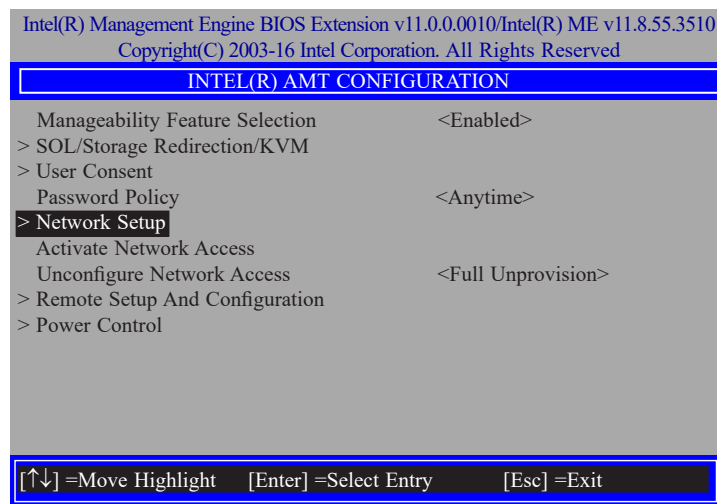 Intel(R) Management Engine BIOS Extension v11.0.0.0010/Intel(R) ME v11.8.55.3510
Copyright(C) 2003-16 Intel Corporation. All Rights Reserved
INTEL(R) AMT CONFIGURATION
Manageability Feature Selection <Enabled>
> SOL/Storage Redirection/KVM
> User Consent
Password Policy <Anytime>
> Network Setup
Activate Network Access
Unconfigure Network Access <Full Unprovision>
> Remote Setup And Configuration
> Power Control
[↑↓] =Move Highlight [Enter] =Select Entry [Esc] =Exit